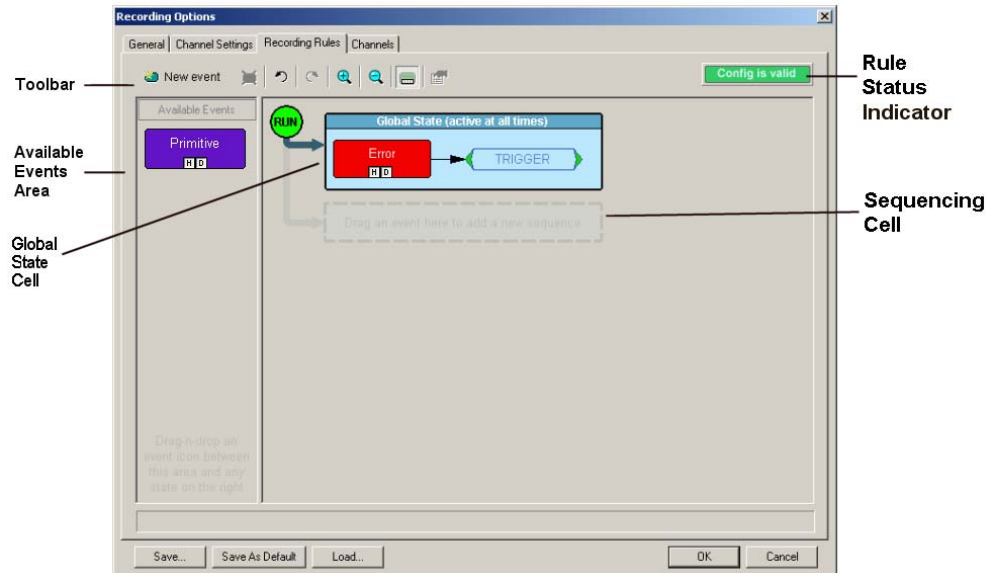 Recording Options
General Channel Settings Recording Rules Channels
Toolbar
New event
Config is valid
Rule
Status
Indicator
Available Events
Primitive
H D
Available
Events
Area
RUN
Global State (active at all times)
Error
H D
TRIGGER
Drag an event here to add a new sequence
Sequencing
Cell
Global
State
Cell
Drag-n-drop an
event icon between
this area and any
state on the right
Save... Save As Default Load... OK Cancel